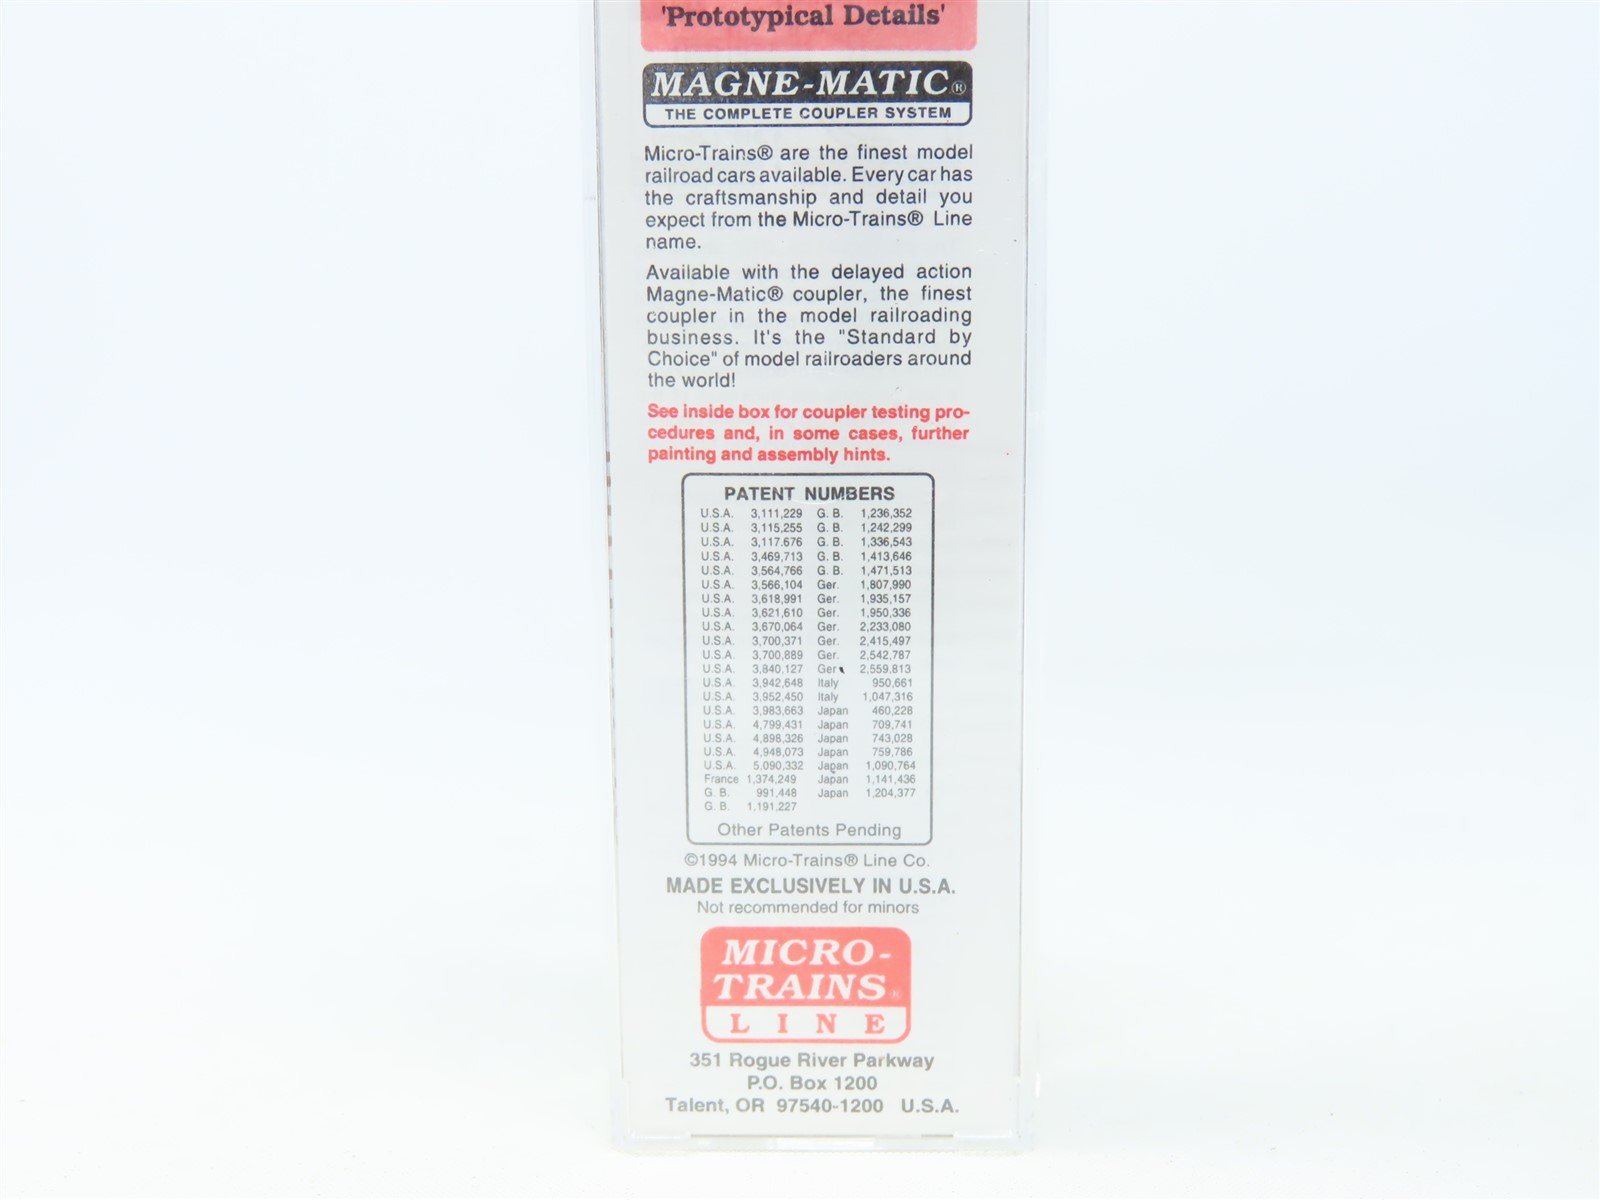 'Prototypical Details'
MAGNE-MATIC®
THE COMPLETE COUPLER SYSTEM
Micro-Trains® are the finest model
railroad cars available. Every car has
the craftsmanship and detail you
expect from the Micro-Trains® Line
name.
Available with the delayed action
Magne-Matic® coupler, the finest
coupler in the model railroading
business. It's the "Standard by
Choice" of model railroaders around
the world!
See inside box for coupler testing pro-
cedures and, in some cases, further
painting and assembly hints.
PATENT NUMBERS
U.S.A. 3,111,229 G. B. 1,236,352
U.S.A. 3,115,255 G. B. 1,242,299
U.S.A. 3,117.676 G. B. 1,336,543
U.S.A. 3,469,713 G. B. 1,413,646
U.S.A. 3,564,766 G. B. 1,471,513
U.S.A. 3,566,104 Ger. 1,807,990
U.S.A. 3,618,991 Ger. 1,935,157
U.S.A. 3,621,610 Ger. 1,950,336
U.S.A. 3,670,064 Ger. 2,233,080
U.S.A. 3,700,371 Ger. 2,415,497
U.S.A. 3,700,889 Ger. 2,542,787
U.S.A. 3,840,127 Ger. 2,559,813
U.S.A. 3,942,648 Italy 950,661
U.S.A. 3,952,450 Italy 1,047,316
U.S.A. 3,983,663 Japan 460,228
U.S.A. 4,799,431 Japan 709,741
U.S.A. 4,898,326 Japan 743,028
U.S.A. 4,948,073 Japan 759,786
U.S.A. 5,090,332 Japan 1,090,764
France 1,374,249 Japan 1,141,436
G. B. 991,448 Japan 1,204,377
G. B. 1,191,227
Other Patents Pending
©1994 Micro-Trains® Line Co.
MADE EXCLUSIVELY IN U.S.A.
Not recommended for minors
MICRO-
TRAINS®
LINE
351 Rogue River Parkway
P.O. Box 1200
Talent, OR 97540-1200 U.S.A.